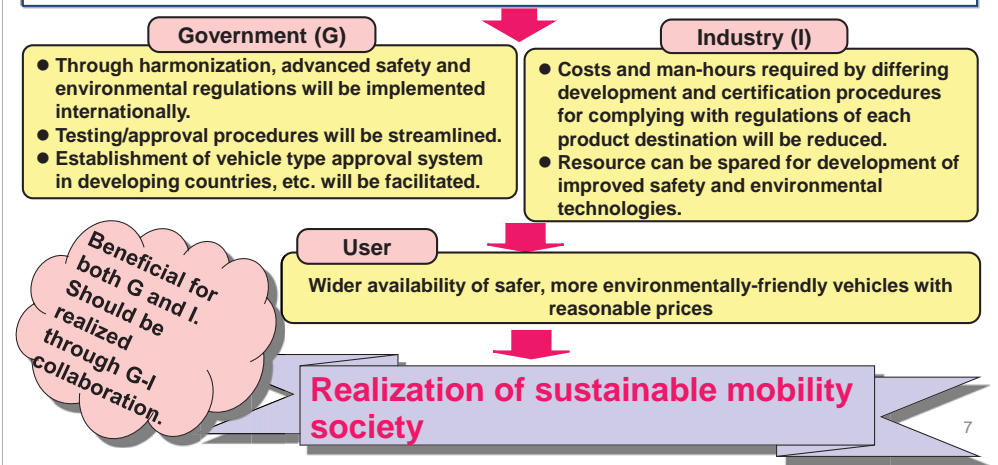 Government (G)
● Through harmonization, advanced safety and
environmental regulations will be implemented
internationally.
● Testing/approval procedures will be streamlined.
● Establishment of vehicle type approval system
in developing countries, etc. will be facilitated.
Industry (I)
● Costs and man-hours required by differing
development and certification procedures
for complying with regulations of each
product destination will be reduced.
● Resource can be spared for development of
improved safety and environmental
technologies.
User
Wider availability of safer, more environmentally-friendly vehicles with
reasonable prices
Beneficial for
both G and I.
Should be
realized
through G-I
collaboration.
Realization of sustainable mobility
society
7